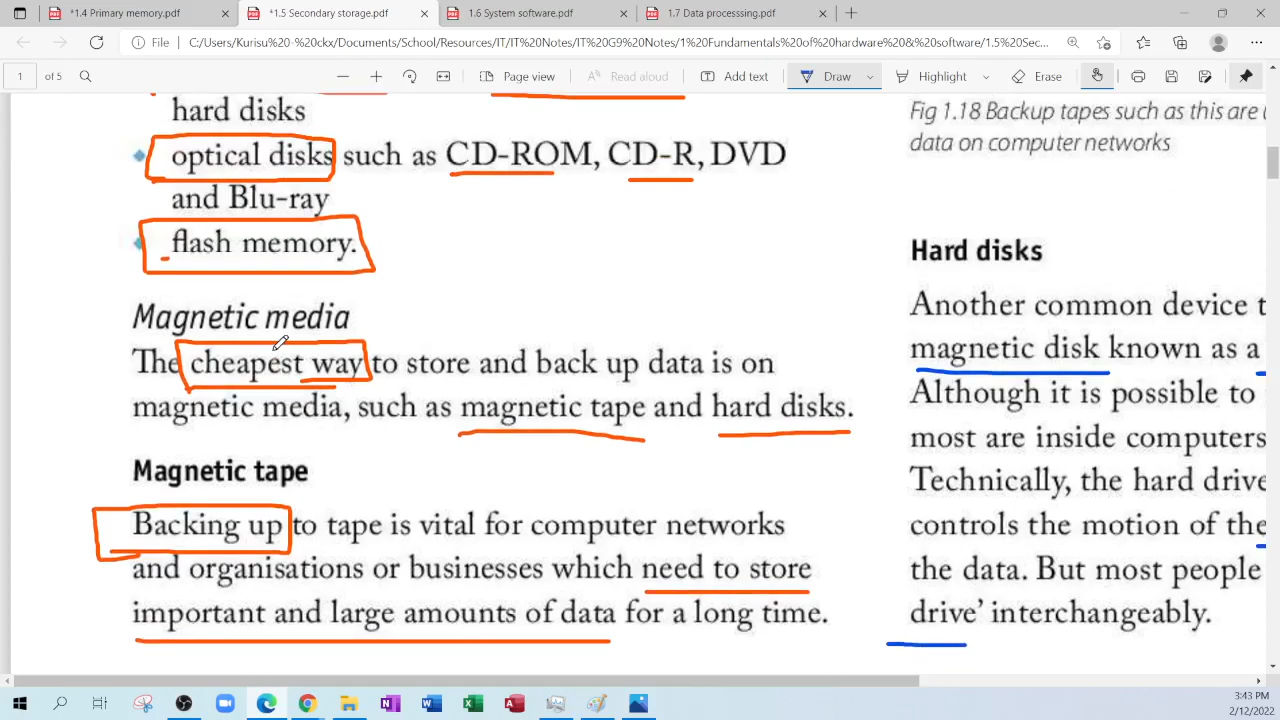 *1.4 Primary memory.pdf
*1.5 Secondary storage.pdf
1.6 System software.pdf
1.7 Data processsing.pdf
File
C:/Users/Kurisu%20-%20ckx/Documents/School/Resources/IT/IT%20Notes/IT%20G9%20Notes/1%20Fundamentals%20of%20hardware%20&%20software/1.5%20Sec...
1 of 5
Page view
Read aloud
Add text
Draw
Highlight
Erase
hard disks
optical disks such as CD-ROM, CD-R, DVD
and Blu-ray
flash memory.
Magnetic media
The cheapest way to store and back up data is on
magnetic media, such as magnetic tape and hard disks.
Magnetic tape
Backing up to tape is vital for computer networks
and organisations or businesses which need to store
important and large amounts of data for a long time.
Fig 1.18 Backup tapes such as this are
data on computer networks
Hard disks
Another common device
magnetic disk known as a
Although it is possible to
most are inside computers
Technically, the hard drive
controls the motion of the
the data. But most people
drive' interchangeably.
3:43 PM
2/12/2022